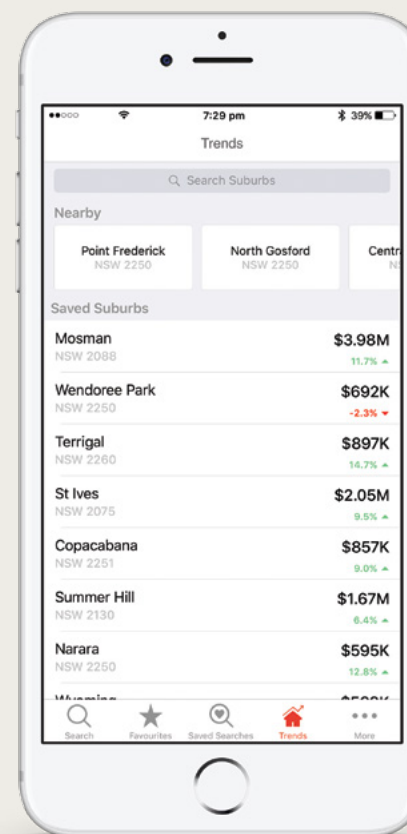 7:29 pm
39%
Trends
Search Suburbs
Nearby
Point Frederick
NSW 2250
North Gosford
NSW 2250
Saved Suburbs
Mosman
$3.98M
NSW 2088
11.7%
Wendoree Park
$692K
NSW 2250
-2.3%
Terrigal
$897K
NSW 2260
14.7%
St Ives
$2.05M
NSW 2075
9.5%
Copacabana
$857K
NSW 2251
9.0%
Summer Hill
$1.67M
NSW 2130
6.4%
Narara
$595K
NSW 2250
12.8%
Search
Favourites
Saved Searches
Trends
More